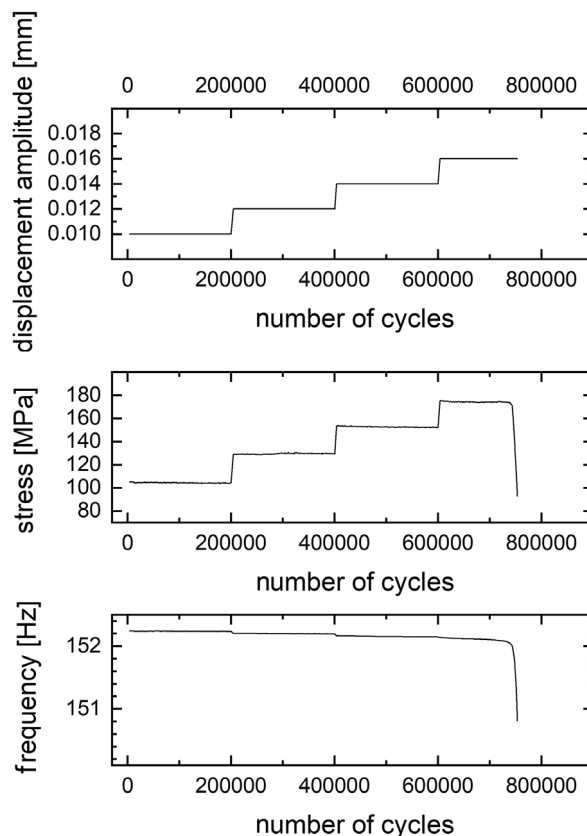 0 200000 400000 600000 800000
displacement amplitude [mm]
0.018
0.016
0.014
0.012
0.010
0 200000 400000 600000 800000
number of cycles
stress [MPa]
180
160
140
120
100
80
0 200000 400000 600000 800000
number of cycles
frequency [Hz]
152
151
0 200000 400000 600000 800000
number of cycles